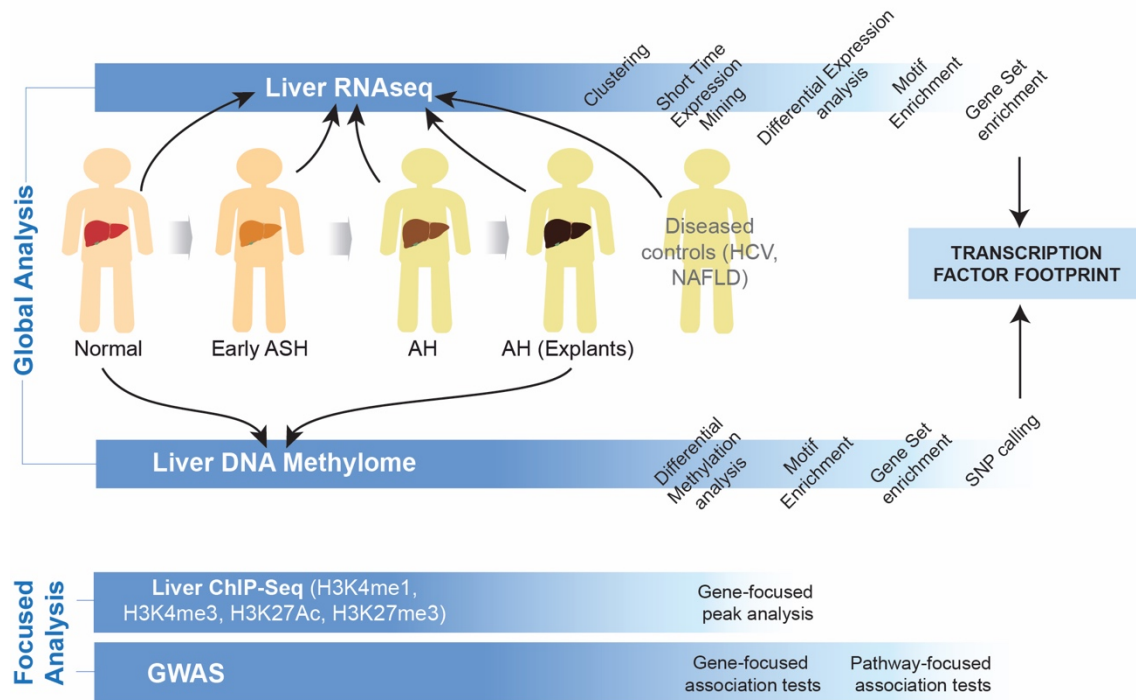 Global Analysis
Liver RNAseq
Clustering
Short Time
Expression
Mining
Differential Expression
analysis
Motif
Enrichment
Gene Set
enrichment
Diseased
controls (HCV,
NAFLD)
Normal
Early ASH
AH
AH (Explants)
TRANSCRIPTION
FACTOR FOOTPRINT
Liver DNA Methylome
Differential
Methylation
analysis
Motif
Enrichment
Gene Set
enrichment
SNP calling
Focused
Analysis
Liver ChIP-Seq (H3K4me1,
H3K4me3, H3K27Ac, H3K27me3)
Gene-focused
peak analysis
GWAS
Gene-focused
association tests
Pathway-focused
association tests